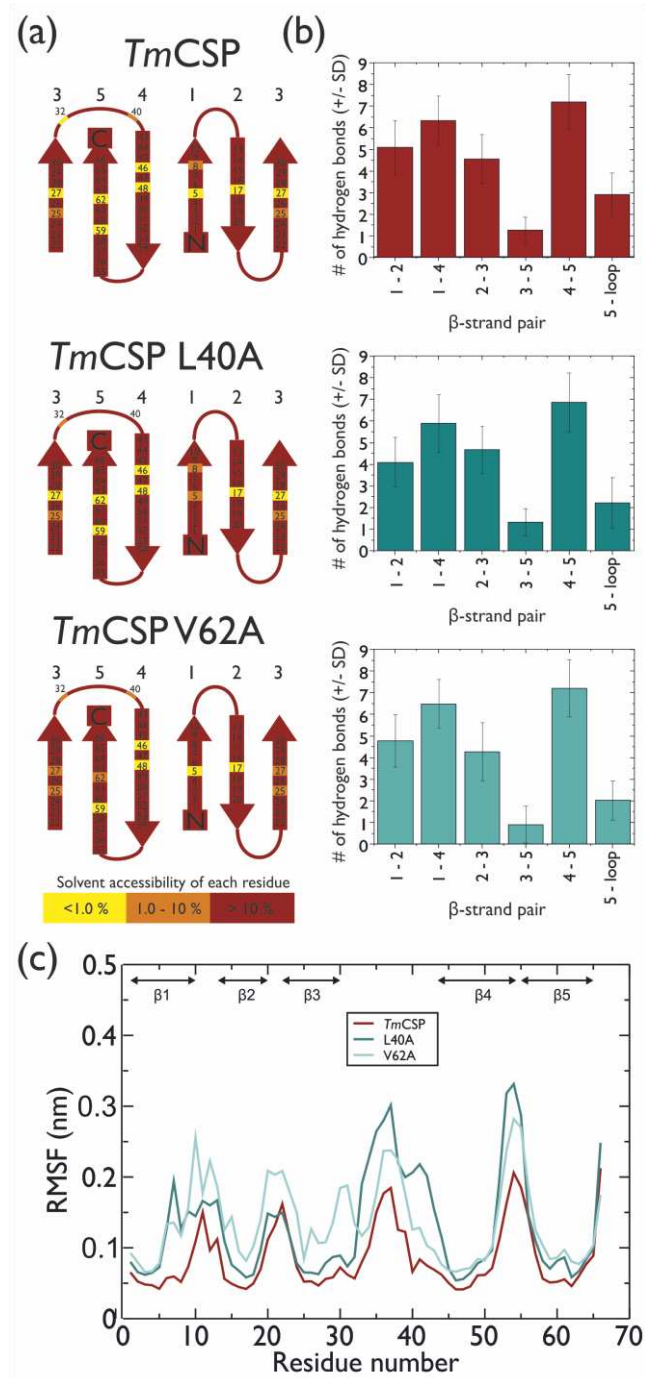 (a)
TmCSP
3 5 4 1 2 3
32 40
C
27
25
62
59
46
48
8
5
N
17
27
25
TmCSP L40A
3 5 4 1 2 3
32 40
C
27
25
62
59
46
48
8
5
N
17
27
25
TmCSP V62A
3 5 4 1 2 3
32 40
C
27
25
62
59
46
48
5
N
17
27
25
Solvent accessibility of each residue
<1.0 % 1.0 - 10 % > 10 %
(b)
# of hydrogen bonds (+/- SD)
9
8
7
6
5
4
3
2
1
0
1 - 2
1 - 4
2 - 3
3 - 5
4 - 5
5 - loop
β-strand pair
# of hydrogen bonds (+/- SD)
9
8
7
6
5
4
3
2
1
0
1 - 2
1 - 4
2 - 3
3 - 5
4 - 5
5 - loop
β-strand pair
# of hydrogen bonds (+/- SD)
9
8
7
6
5
4
3
2
1
0
1 - 2
1 - 4
2 - 3
3 - 5
4 - 5
5 - loop
β-strand pair
(c)
RMSF (nm)
0.5
0.4
0.3
0.2
0.1
0
β1 β2 β3 β4 β5
TmCSP
L40A
V62A
0 10 20 30 40 50 60 70
Residue number